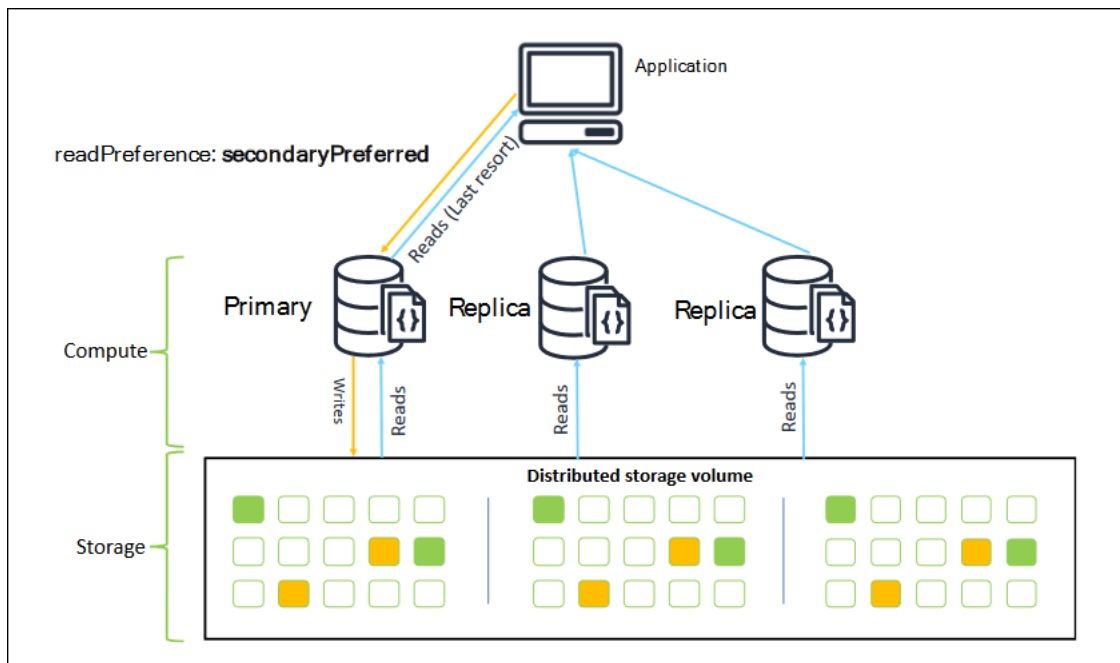 Application
readPreference: secondaryPreferred
Reads (Last resort)
Primary
Replica
Replica
Compute
Writes
Reads
Reads
Reads
Distributed storage volume
Storage
{}
{}
{}